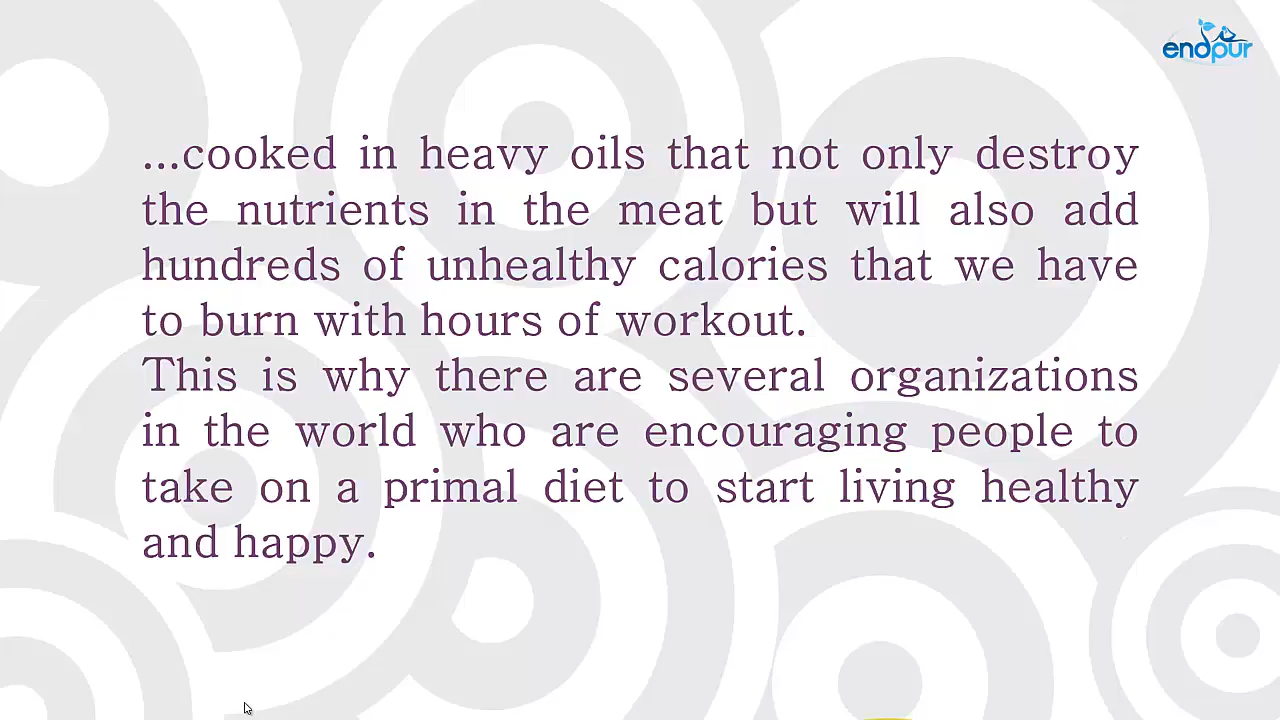 endpur
...cooked in heavy oils that not only destroy
the nutrients in the meat but will also add
hundreds of unhealthy calories that we have
to burn with hours of workout.
This is why there are several organizations
in the world who are encouraging people to
take on a primal diet to start living healthy
and happy.